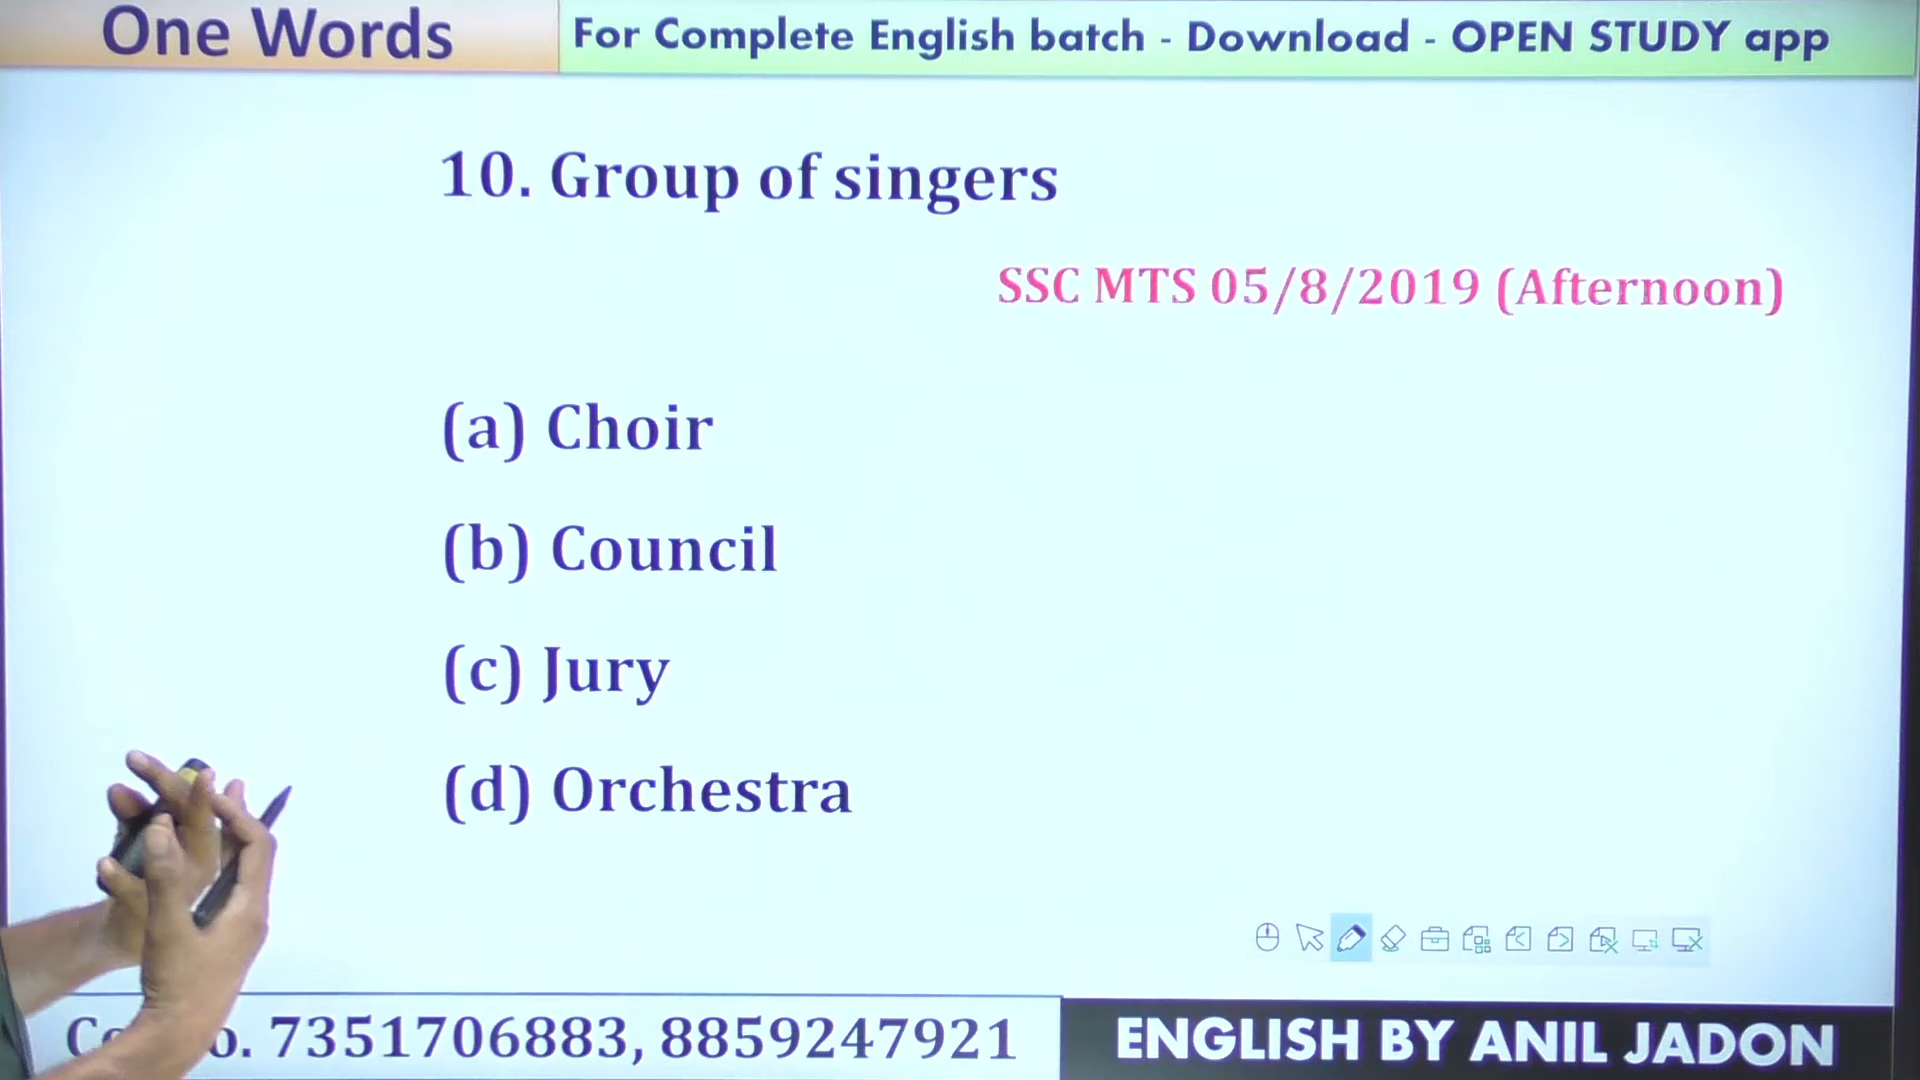 One Words
For Complete English batch - Download - OPEN STUDY app
10. Group of singers
SSC MTS 05/8/2019 (Afternoon)
(a) Choir
(b) Council
(c) Jury
(d) Orchestra
7351706883, 8859247921
ENGLISH BY ANIL JADON